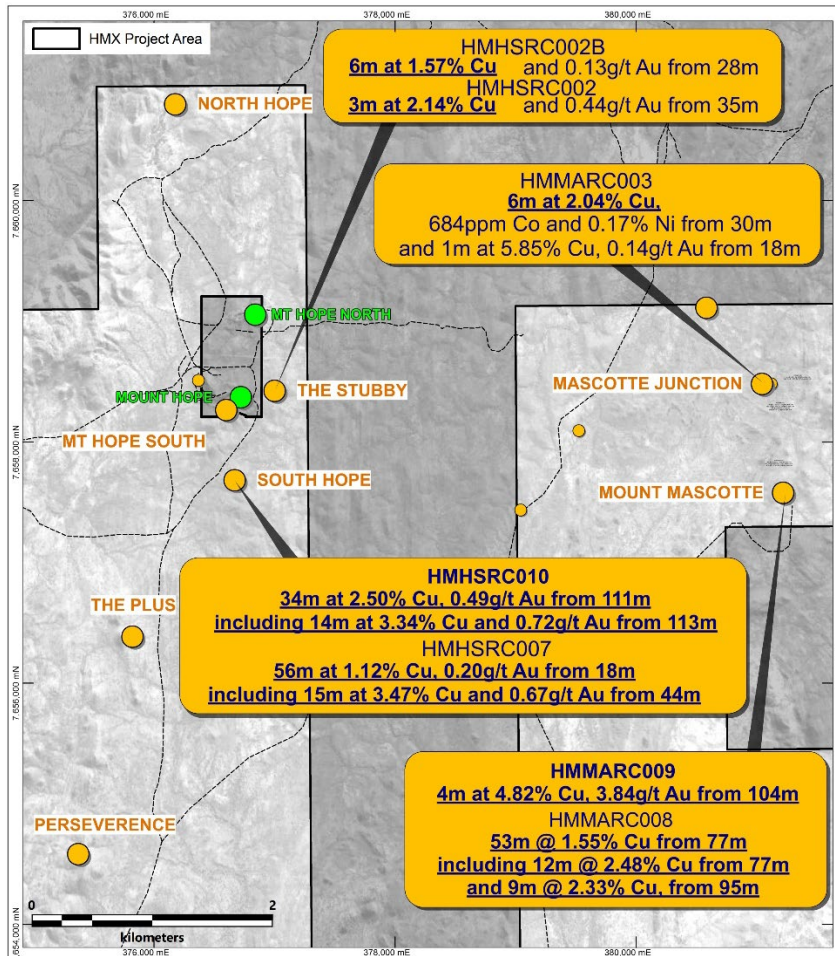 376,000 mE
378,000 mE
380,000 mE
HMX Project Area
HMHSRC002B
6m at 1.57% Cu and 0.13g/t Au from 28m
HMHSRC002
3m at 2.14% Cu and 0.44g/t Au from 35m
NORTH HOPE
HMMARC003
6m at 2.04% Cu,
684ppm Co and 0.17% Ni from 30m
and 1m at 5.85% Cu, 0.14g/t Au from 18m
7,660,000 mN
MT HOPE NORTH
MASCOTTE JUNCTION
THE STUBBY
MOUNT HOPE
MT HOPE SOUTH
7,658,000 mN
SOUTH HOPE
MOUNT MASCOTTE
HMHSRC010
34m at 2.50% Cu, 0.49g/t Au from 111m
including 14m at 3.34% Cu and 0.72g/t Au from 113m
HMHSRC007
56m at 1.12% Cu, 0.20g/t Au from 18m
including 15m at 3.47% Cu and 0.67g/t Au from 44m
THE PLUS
7,656,000 mN
HMMARC009
4m at 4.82% Cu, 3.84g/t Au from 104m
HMMARC008
53m @ 1.55% Cu from 77m
including 12m @ 2.48% Cu from 77m
and 9m @ 2.33% Cu, from 95m
PERSEVERENCE
0 2
kilometers
7,654,000 mN
376,000 mE
378,000 mE
380,000 mE